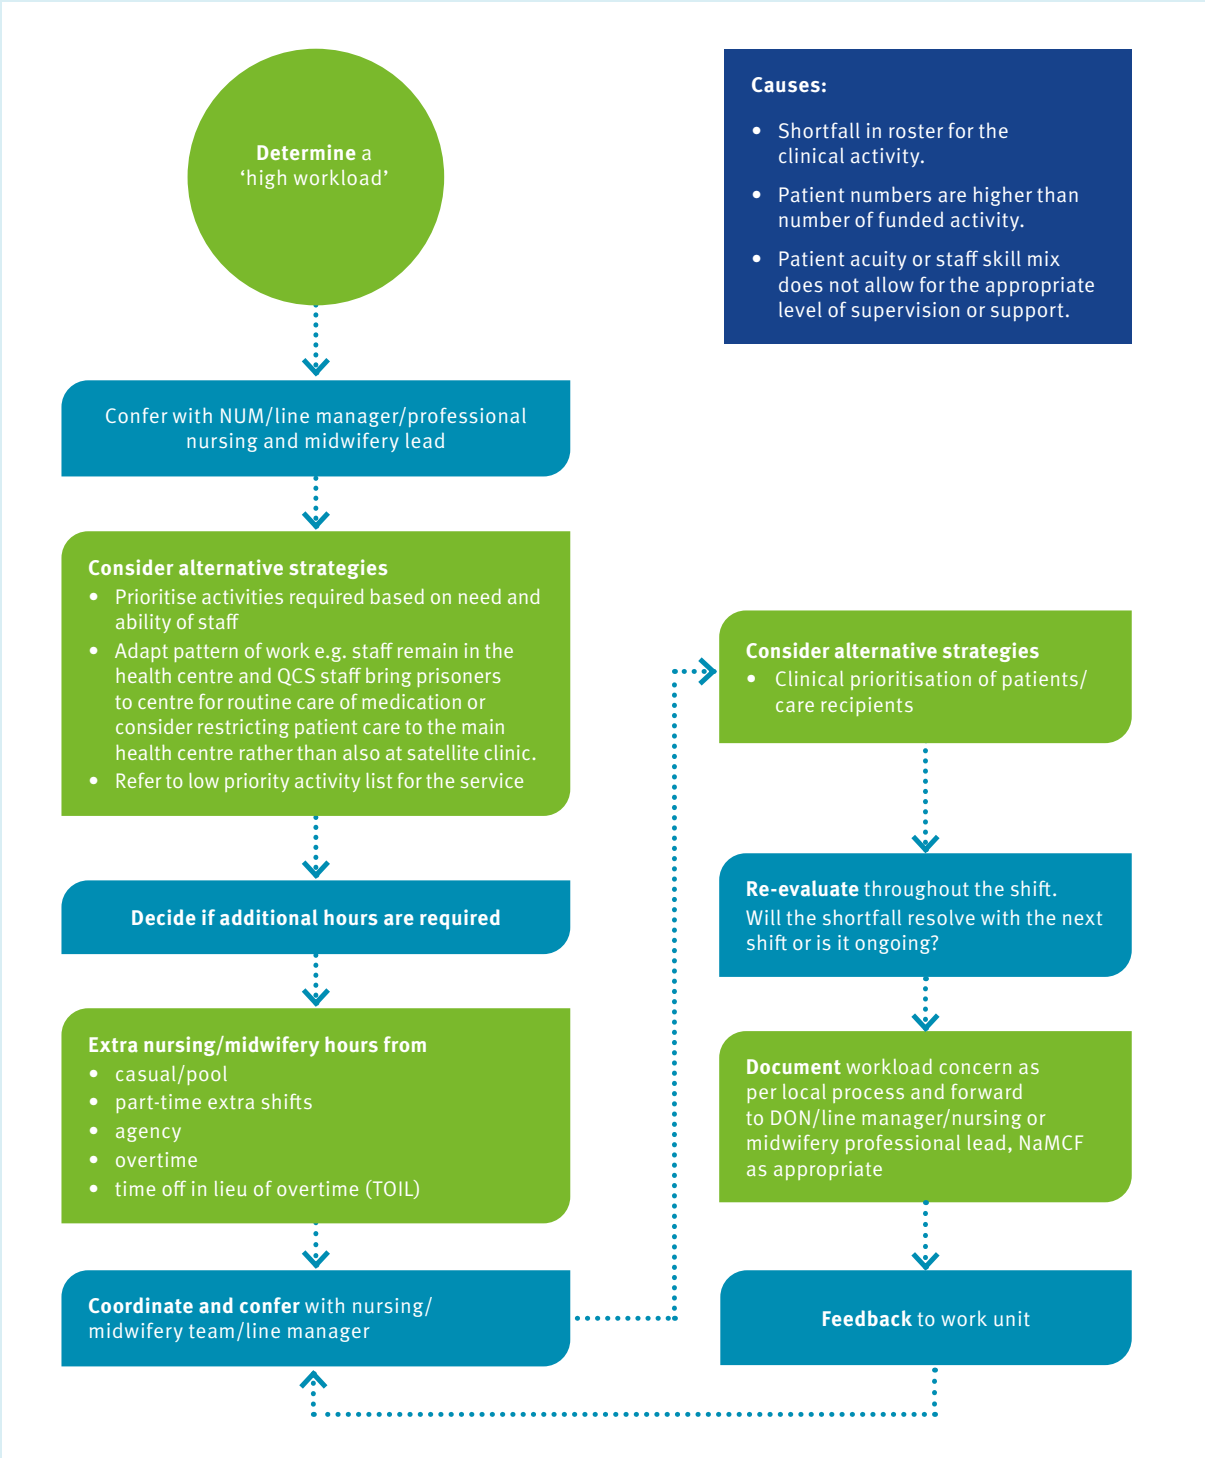 Determine a
‘high workload’
Causes:
• Shortfall in roster for the
clinical activity.
• Patient numbers are higher than
number of funded activity.
• Patient acuity or staff skill mix
does not allow for the appropriate
level of supervision or support.
Confer with NUM/line manager/professional
nursing and midwifery lead
Consider alternative strategies
• Prioritise activities required based on need and
ability of staff
• Adapt pattern of work e.g. staff remain in the
health centre and QCS staff bring prisoners
to centre for routine care of medication or
consider restricting patient care to the main
health centre rather than also at satellite clinic.
• Refer to low priority activity list for the service
Decide if additional hours are required
Extra nursing/midwifery hours from
• casual/pool
• part-time extra shifts
• agency
• overtime
• time off in lieu of overtime (TOIL)
Coordinate and confer with nursing/
midwifery team/line manager
Consider alternative strategies
• Clinical prioritisation of patients/
care recipients
Re-evaluate throughout the shift.
Will the shortfall resolve with the next
shift or is it ongoing?
Document workload concern as
per local process and forward
to DON/line manager/nursing or
midwifery professional lead, NaMCF
as appropriate
Feedback to work unit